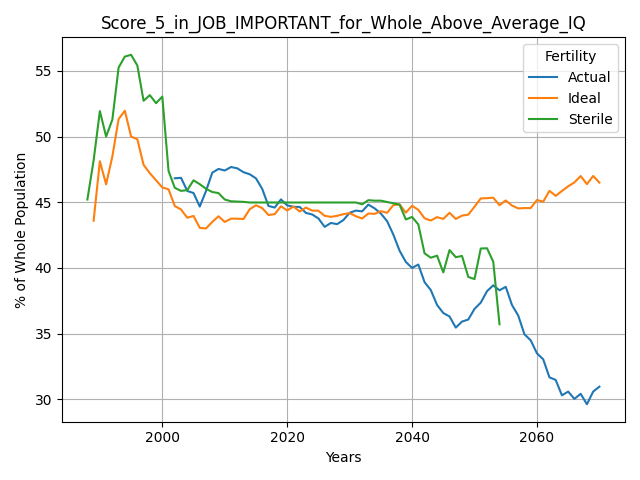 Score_5_in_JOB_IMPORTANT_for_Whole_Above_Average_IQ
Fertility
Actual
Ideal
Sterile
55
50
45
40
35
30
% of Whole Population
2000
2020
2040
2060
Years